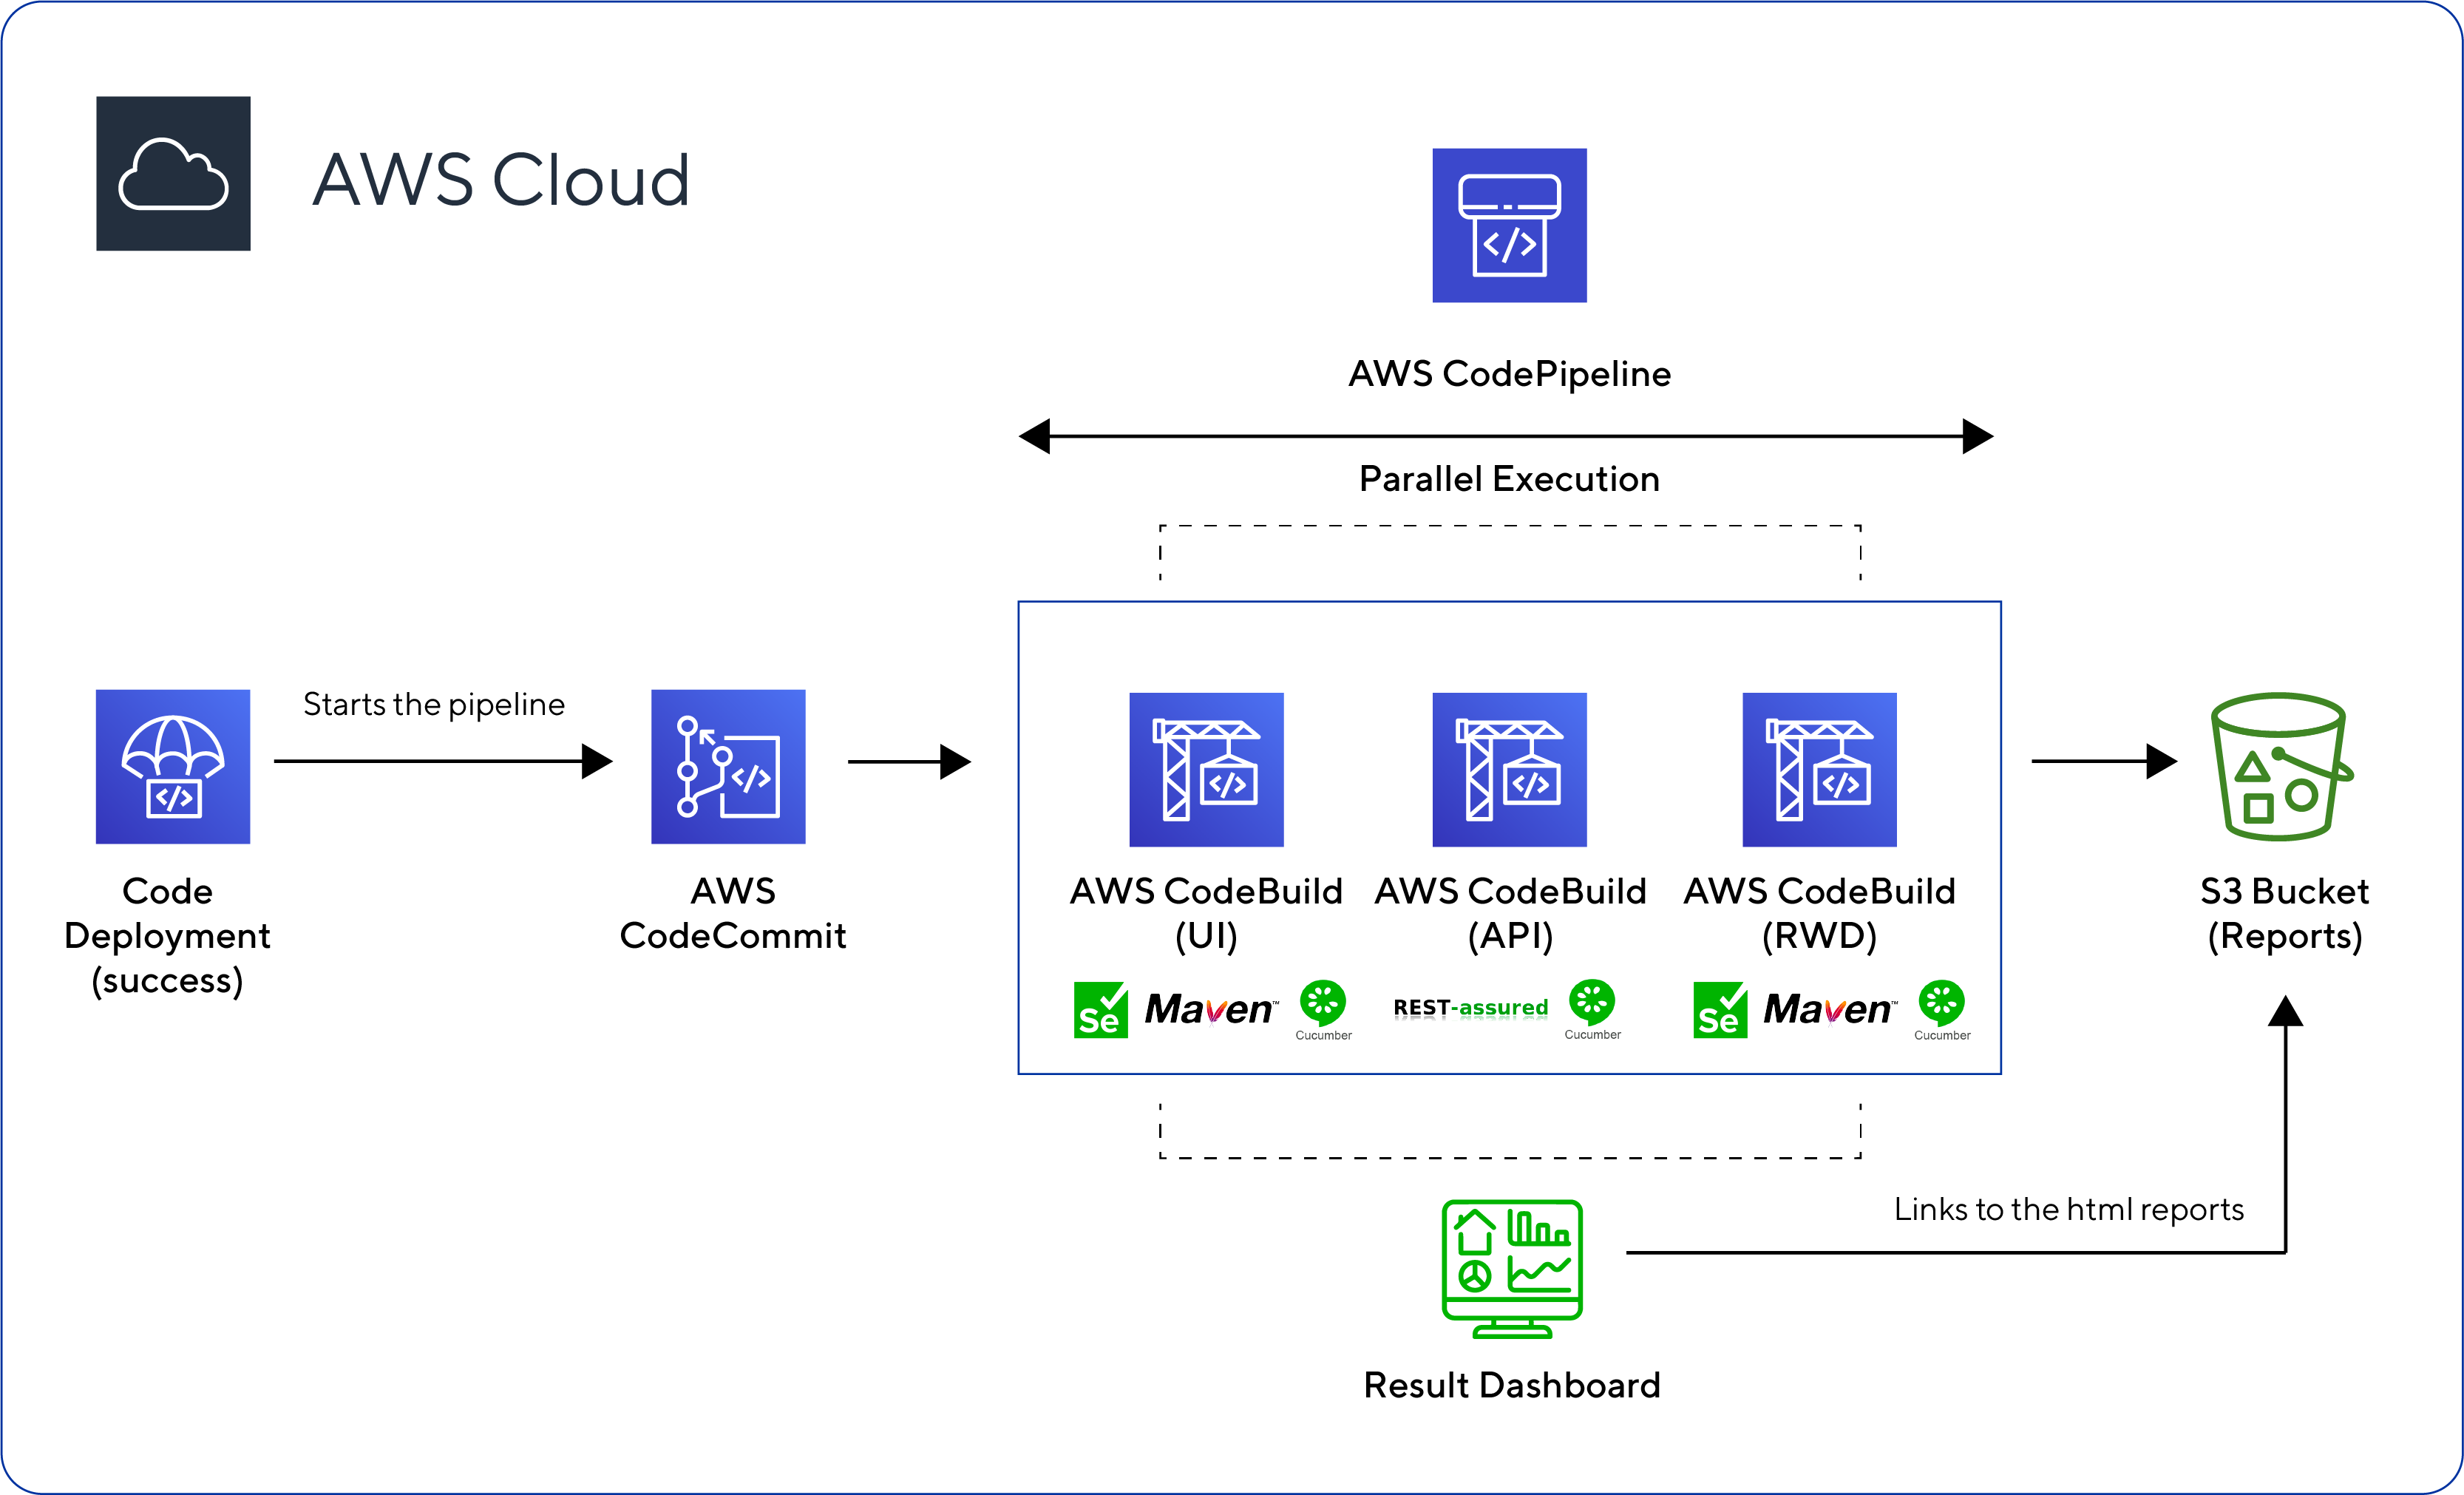 AWS Cloud
AWS CodePipeline
Parallel Execution
Starts the pipeline
Code
Deployment
(success)
AWS
CodeCommit
AWS CodeBuild
(UI)
Se Maven™ Cucumber
AWS CodeBuild
(API)
REST-assured Cucumber
AWS CodeBuild
(RWD)
Se Maven™ Cucumber
S3 Bucket
(Reports)
Links to the html reports
Result Dashboard